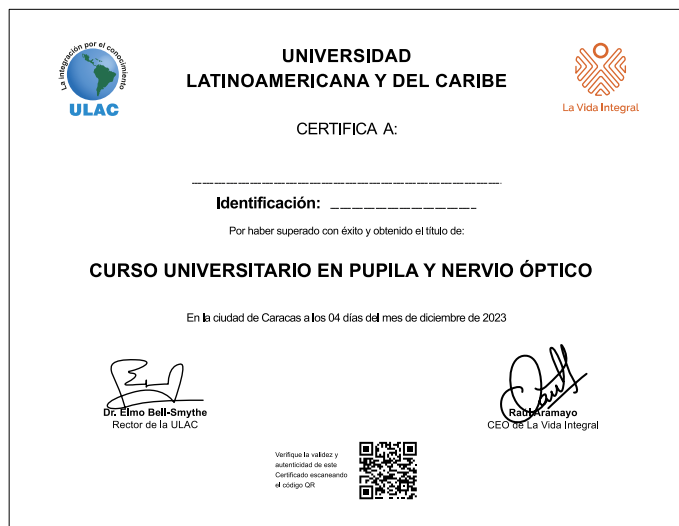 La integración por el conocimiento
ULAC
UNIVERSIDAD
LATINOAMERICANA Y DEL CARIBE
La Vida Integral
CERTIFICA A:
Identificación:
Por haber superado con éxito y obtenido el título de:
CURSO UNIVERSITARIO EN PUPILA Y NERVIO ÓPTICO
En la ciudad de Caracas a los 04 días del mes de diciembre de 2023
Dr. Elmo Bell-Smythe
Rector de la ULAC
Raúl Aramayo
CEO de La Vida Integral
Verifique la validez y
autenticidad de este
Certificado escaneando
el código QR